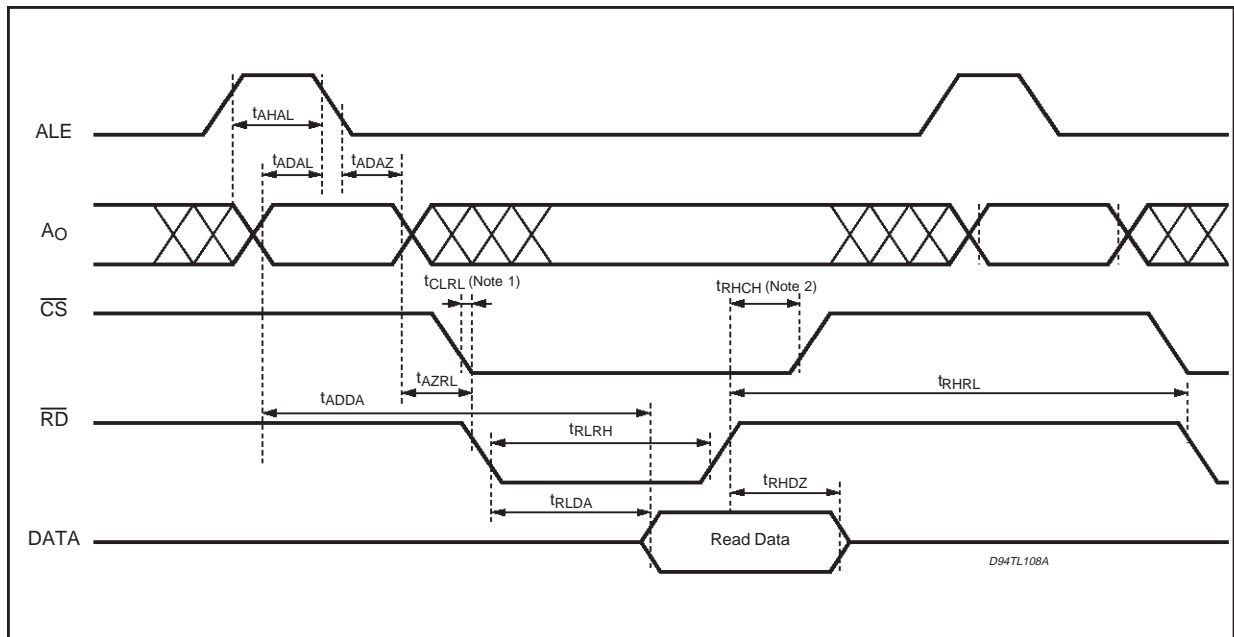 ALE
tAHAL
tADAL
tADAZ
AO
tCLRL (Note 1)
tRHCH (Note 2)
CS
tAZRL
tADDA
tRHRL
RD
tRLRH
tRHDZ
tRLDA
DATA
Read Data
D94TL108A